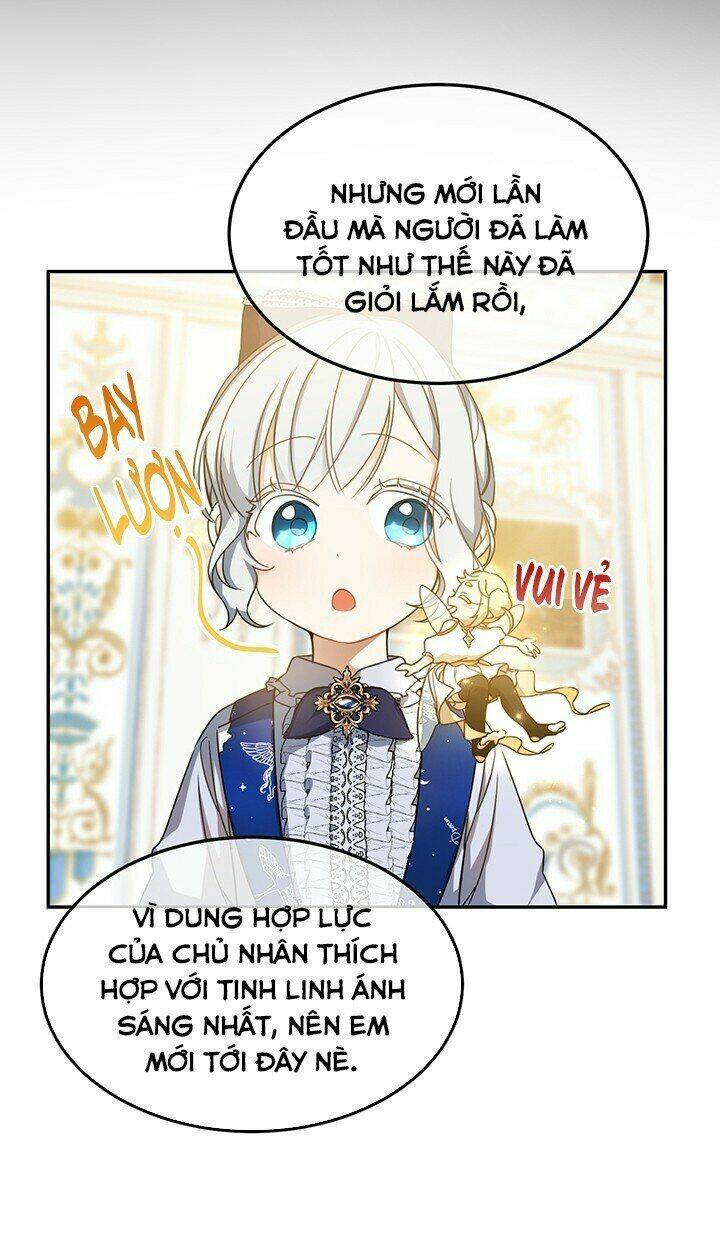 NHƯNG MỚI LẦN
ĐẦU MÀ NGƯỜI ĐÃ LÀM
TỐT NHƯ THẾ NÀY ĐÃ
GIỎI LẮM RỒI,
BAY
LƯỢN
VUI VẺ
VÌ DUNG HỢP LỰC
CỦA CHỦ NHÂN THÍCH
HỢP VỚI TINH LINH ÁNH
SÁNG NHẤT, NÊN EM
MỚI TỚI ĐÂY NÈ.